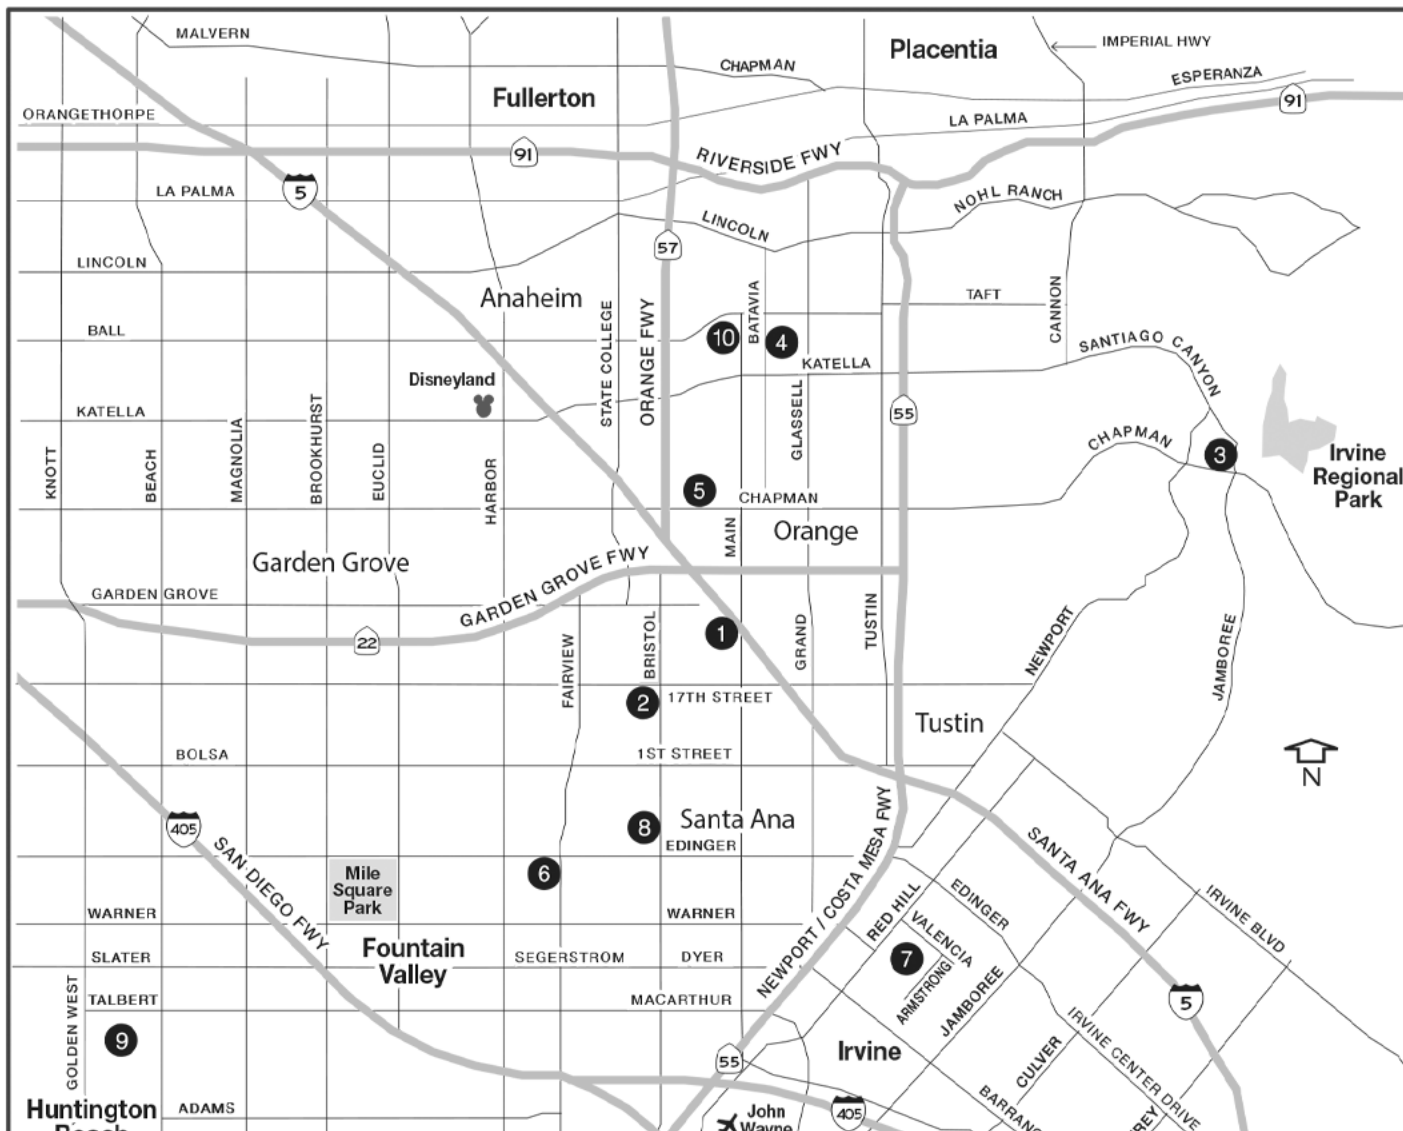 MALVERN
CHAPMAN
Placentia
IMPERIAL HWY
ESPERANZA
91
Fullerton
ORANGETHORPE
LA PALMA
91
RIVERSIDE FWY
LA PALMA
5
NOHL RANCH
LINCOLN
57
LINCOLN
Anaheim
TAFT
CANNON
BATAVIA
STATE COLLEGE
ORANGE FWY
BALL
10
4
KATELLA
SANTIAGO CANYON
Disneyland
KATELLA
55
GLASSELL
CHAPMAN
3
Irvine
Regional
Park
KNOTT
BEACH
MAGNOLIA
BROOKHURST
EUCLID
HARBOR
5
CHAPMAN
MAIN
Orange
Garden Grove
GARDEN GROVE FWY
GARDEN GROVE
22
FAIRVIEW
BRISTOL
1
GRAND
TUSTIN
NEWPORT
JAMBOREE
2
17TH STREET
Tustin
BOLSA
1ST STREET
N
405
SAN DIEGO FWY
8
Santa Ana
EDINGER
NEWPORT / COSTA MESA FWY
SANTA ANA FWY
6
Mile
Square
Park
WARNER
WARNER
RED HILL
EDINGER
IRVINE BLVD
VALENCIA
Fountain
Valley
SLATER
SEGERSTROM
DYER
7
ARMSTRONG
JAMBOREE
GOLDEN WEST
TALBERT
MACARTHUR
5
9
Irvine
55
CULVER
IRVINE CENTER DRIVE
Huntington
Beach
ADAMS
John
Wayne
405
BARRANC
REY